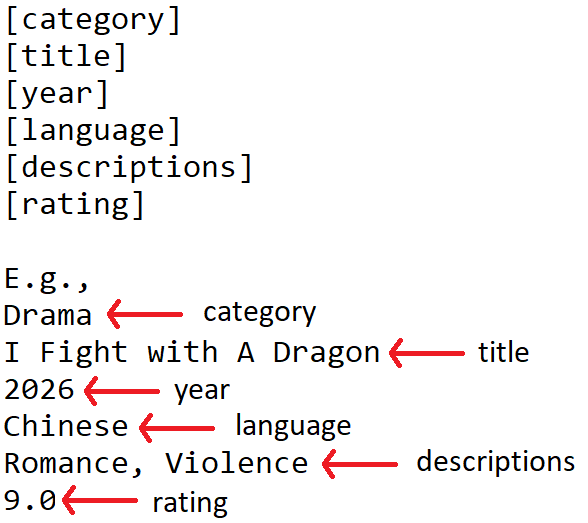 [category]
[title]
[year]
[language]
[descriptions]
[rating]
E.g.,
Drama category
I Fight with A Dragon title
2026 year
Chinese language
Romance, Violence descriptions
9.0 rating